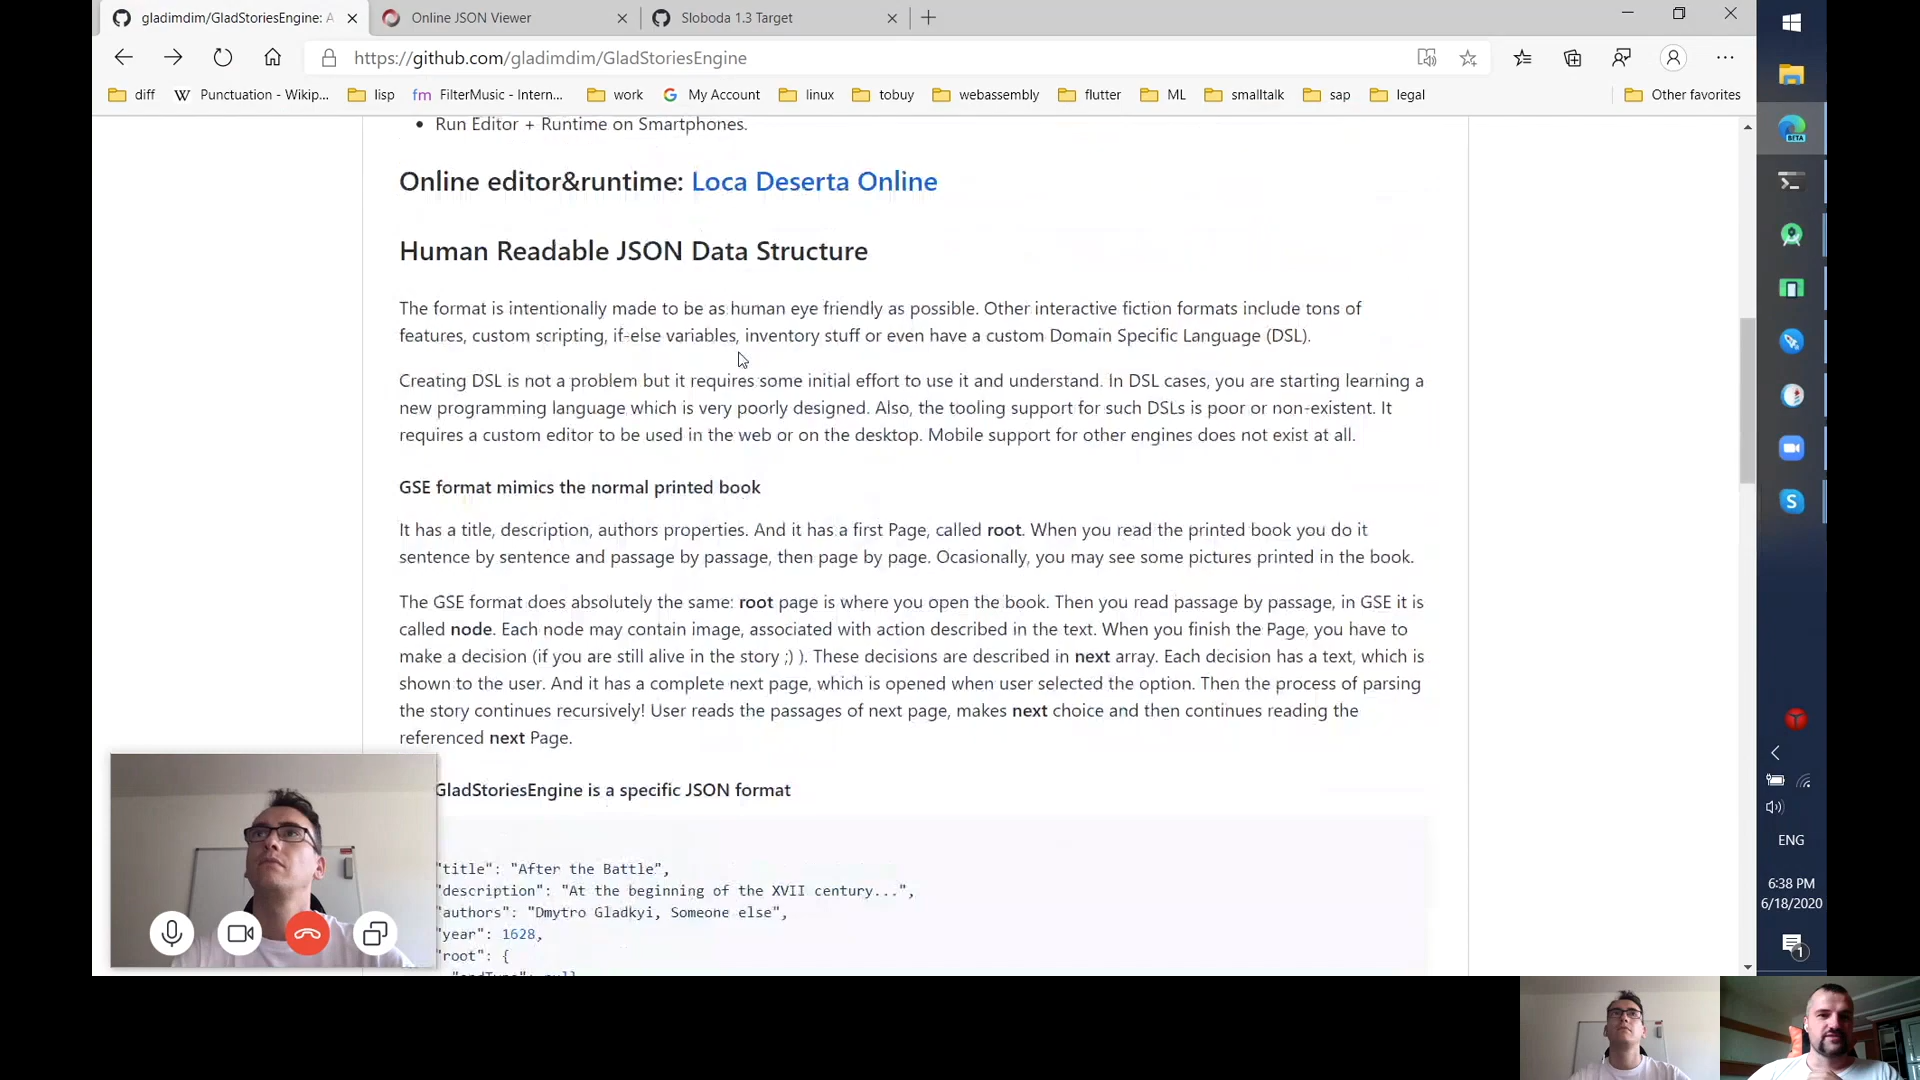 gladimdim/GladStoriesEngine: A
Online JSON Viewer
Sloboda 1.3 Target
https://github.com/gladimdim/GladStoriesEngine
diff
Punctuation - Wikip...
lisp
fm
FilterMusic - Intern...
work
My Account
linux
tobuy
webassembly
flutter
ML
smalltalk
sap
legal
Other favorites
BETA
Run Editor + Runtime on Smartphones.
Online editor&runtime: Loca Deserta Online
Human Readable JSON Data Structure
The format is intentionally made to be as human eye friendly as possible. Other interactive fiction formats include tons of
features, custom scripting, if-else variables, inventory stuff or even have a custom Domain Specific Language (DSL).
Creating DSL is not a problem but it requires some initial effort to use it and understand. In DSL cases, you are starting learning a
new programming language which is very poorly designed. Also, the tooling support for such DSLs is poor or non-existent. It
requires a custom editor to be used in the web or on the desktop. Mobile support for other engines does not exist at all.
GSE format mimics the normal printed book
It has a title, description, authors properties. And it has a first Page, called root. When you read the printed book you do it
sentence by sentence and passage by passage, then page by page. Ocasionally, you may see some pictures printed in the book.
The GSE format does absolutely the same: root page is where you open the book. Then you read passage by passage, in GSE it is
called node. Each node may contain image, associated with action described in the text. When you finish the Page, you have to
make a decision (if you are still alive in the story ;) ). These decisions are described in next array. Each decision has a text, which is
shown to the user. And it has a complete next page, which is opened when user selected the option. Then the process of parsing
the story continues recursively! User reads the passages of next page, makes next choice and then continues reading the
referenced next Page.
GladStoriesEngine is a specific JSON format
"title": "After the Battle",
"description": "At the beginning of the XVII century...",
"authors": "Dmytro Gladkyi, Someone else",
"year": 1628,
"root": {
ENG
6:38 PM
6/18/2020
1